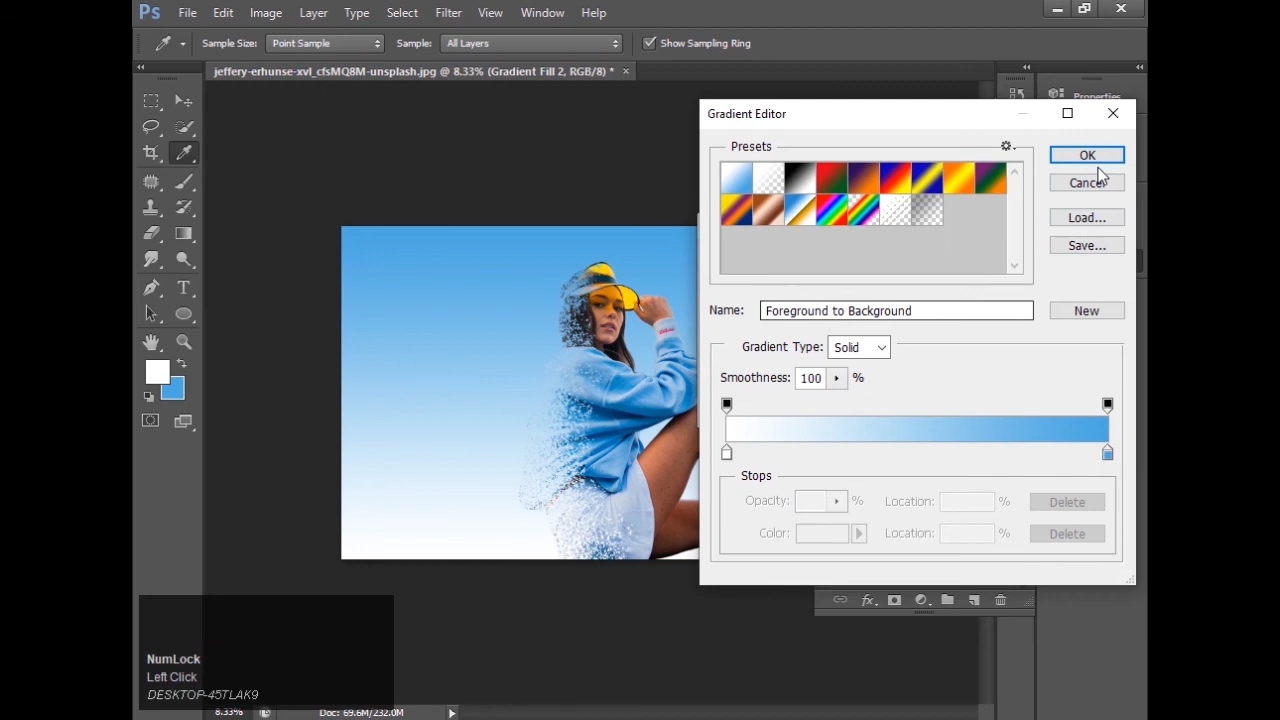 Ps File Edit Image Layer Type Select Filter View Window Help
Sample Size: Point Sample Sample: All Layers Show Sampling Ring
jeffery-erhunse-xvl_cfsMQ8M-unsplash.jpg @ 8.33% (Gradient Fill 2, RGB/8) *
Properties
Gradient Editor
Presets
OK
Cancel
Load...
Save...
Name: Foreground to Background New
Gradient Type: Solid
Smoothness: 100 %
Stops
Opacity: % Location: % Delete
Color: Location: % Delete
fx
T
NumLock
Left Click
DESKTOP-45TLAK9
8.33% Doc: 69.6M/232.0M